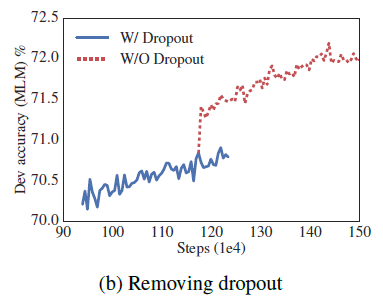 72.5
W/ Dropout
72.0
W/O Dropout
71.5
71.0
70.5
70.0
Dev accuracy (MLM) %
90 100 110 120 130 140 150
Steps (1e4)
(b) Removing dropout